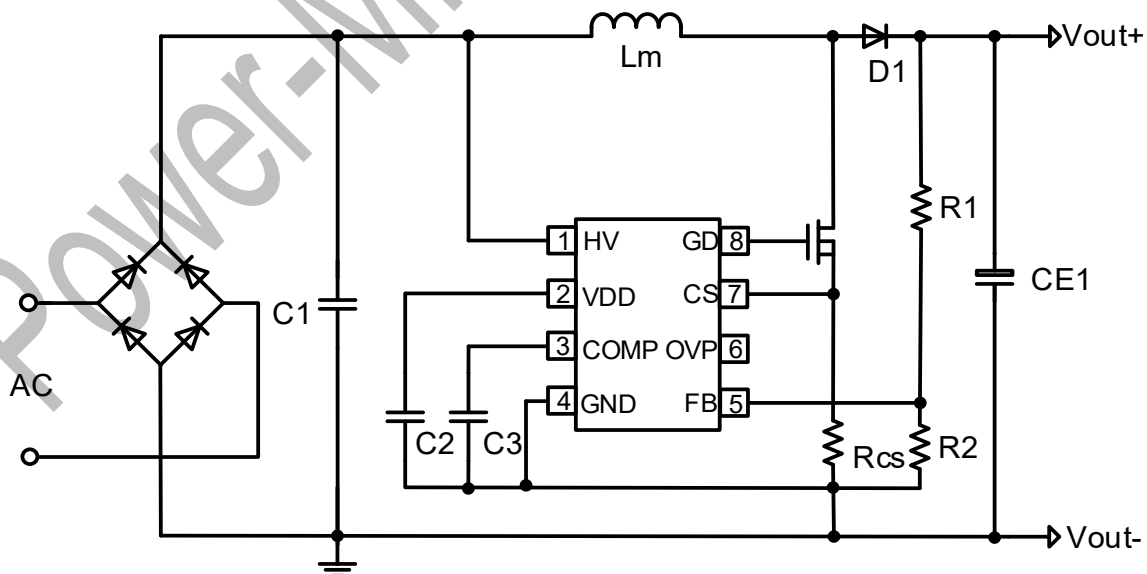 Power-M
Vout+
Lm
D1
R1
1 HV GD 8
2 VDD CS 7
3 COMP OVP 6
4 GND FB 5
C1
CE1
AC
C2
C3
Rcs
R2
Vout-